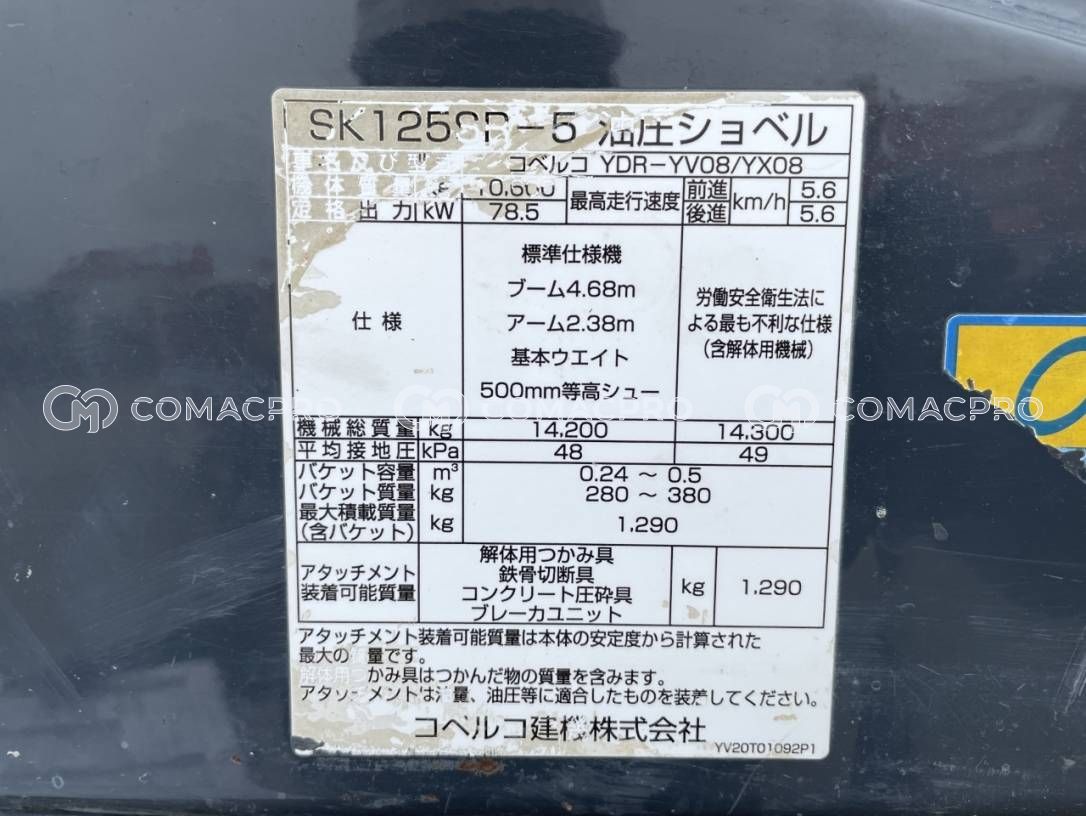 SK125SR-5 油圧ショベル
車名及び型式 コベルコ YDR-YV08/YX08
機体質量 kg 10,600 最高走行速度 前進 km/h 5.6
定格出力 kW 78.5 後進 5.6
標準仕様機
ブーム4.68m
労働安全衛生法に
仕様 アーム2.38m よる最も不利な仕様
基本ウエイト (含解体用機械)
500mm等高シュー
COMACPRO COMACPRO COMACPRO
機械総質量 kg 14,200 14,300
平均接地圧 kPa 48 49
バケット容量 m³ 0.24 ～ 0.5
バケット質量 kg 280 ～ 380
最大積載質量
(含バケット) kg 1,290
解体用つかみ具
アタッチメント 鉄骨切断具
装着可能質量 コンクリート圧砕具 kg 1,290
ブレーカユニット
アタッチメント装着可能質量は本体の安定度から計算された
最大の 質量です。
解体用つかみ具はつかんだ物の質量を含みます。
アタッチメントは流量、油圧等に適合したものを装着してください。
コベルコ建機株式会社
YV20T01092P1